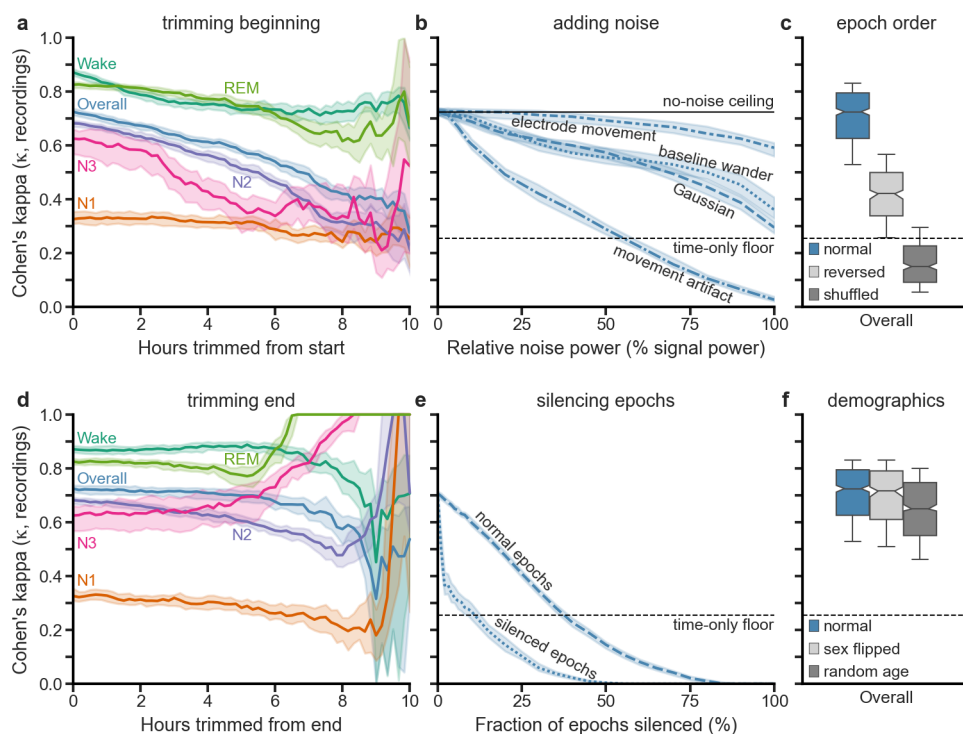 a
trimming beginning
b
adding noise
c
epoch order
Cohen's kappa (κ, recordings)
1.0
0.8
0.6
0.4
0.2
0.0
Wake
REM
Overall
N3
N2
N1
0
2
4
6
8
10
Hours trimmed from start
no-noise ceiling
electrode movement
baseline wander
Gaussian
time-only floor
movement artifact
0
25
50
75
100
Relative noise power (% signal power)
normal
reversed
shuffled
Overall
d
trimming end
e
silencing epochs
f
demographics
Cohen's kappa (κ, recordings)
1.0
0.8
0.6
0.4
0.2
0.0
Wake
REM
Overall
N2
N3
N1
0
2
4
6
8
10
Hours trimmed from end
normal epochs
time-only floor
silenced epochs
0
25
50
75
100
Fraction of epochs silenced (%)
normal
sex flipped
random age
Overall